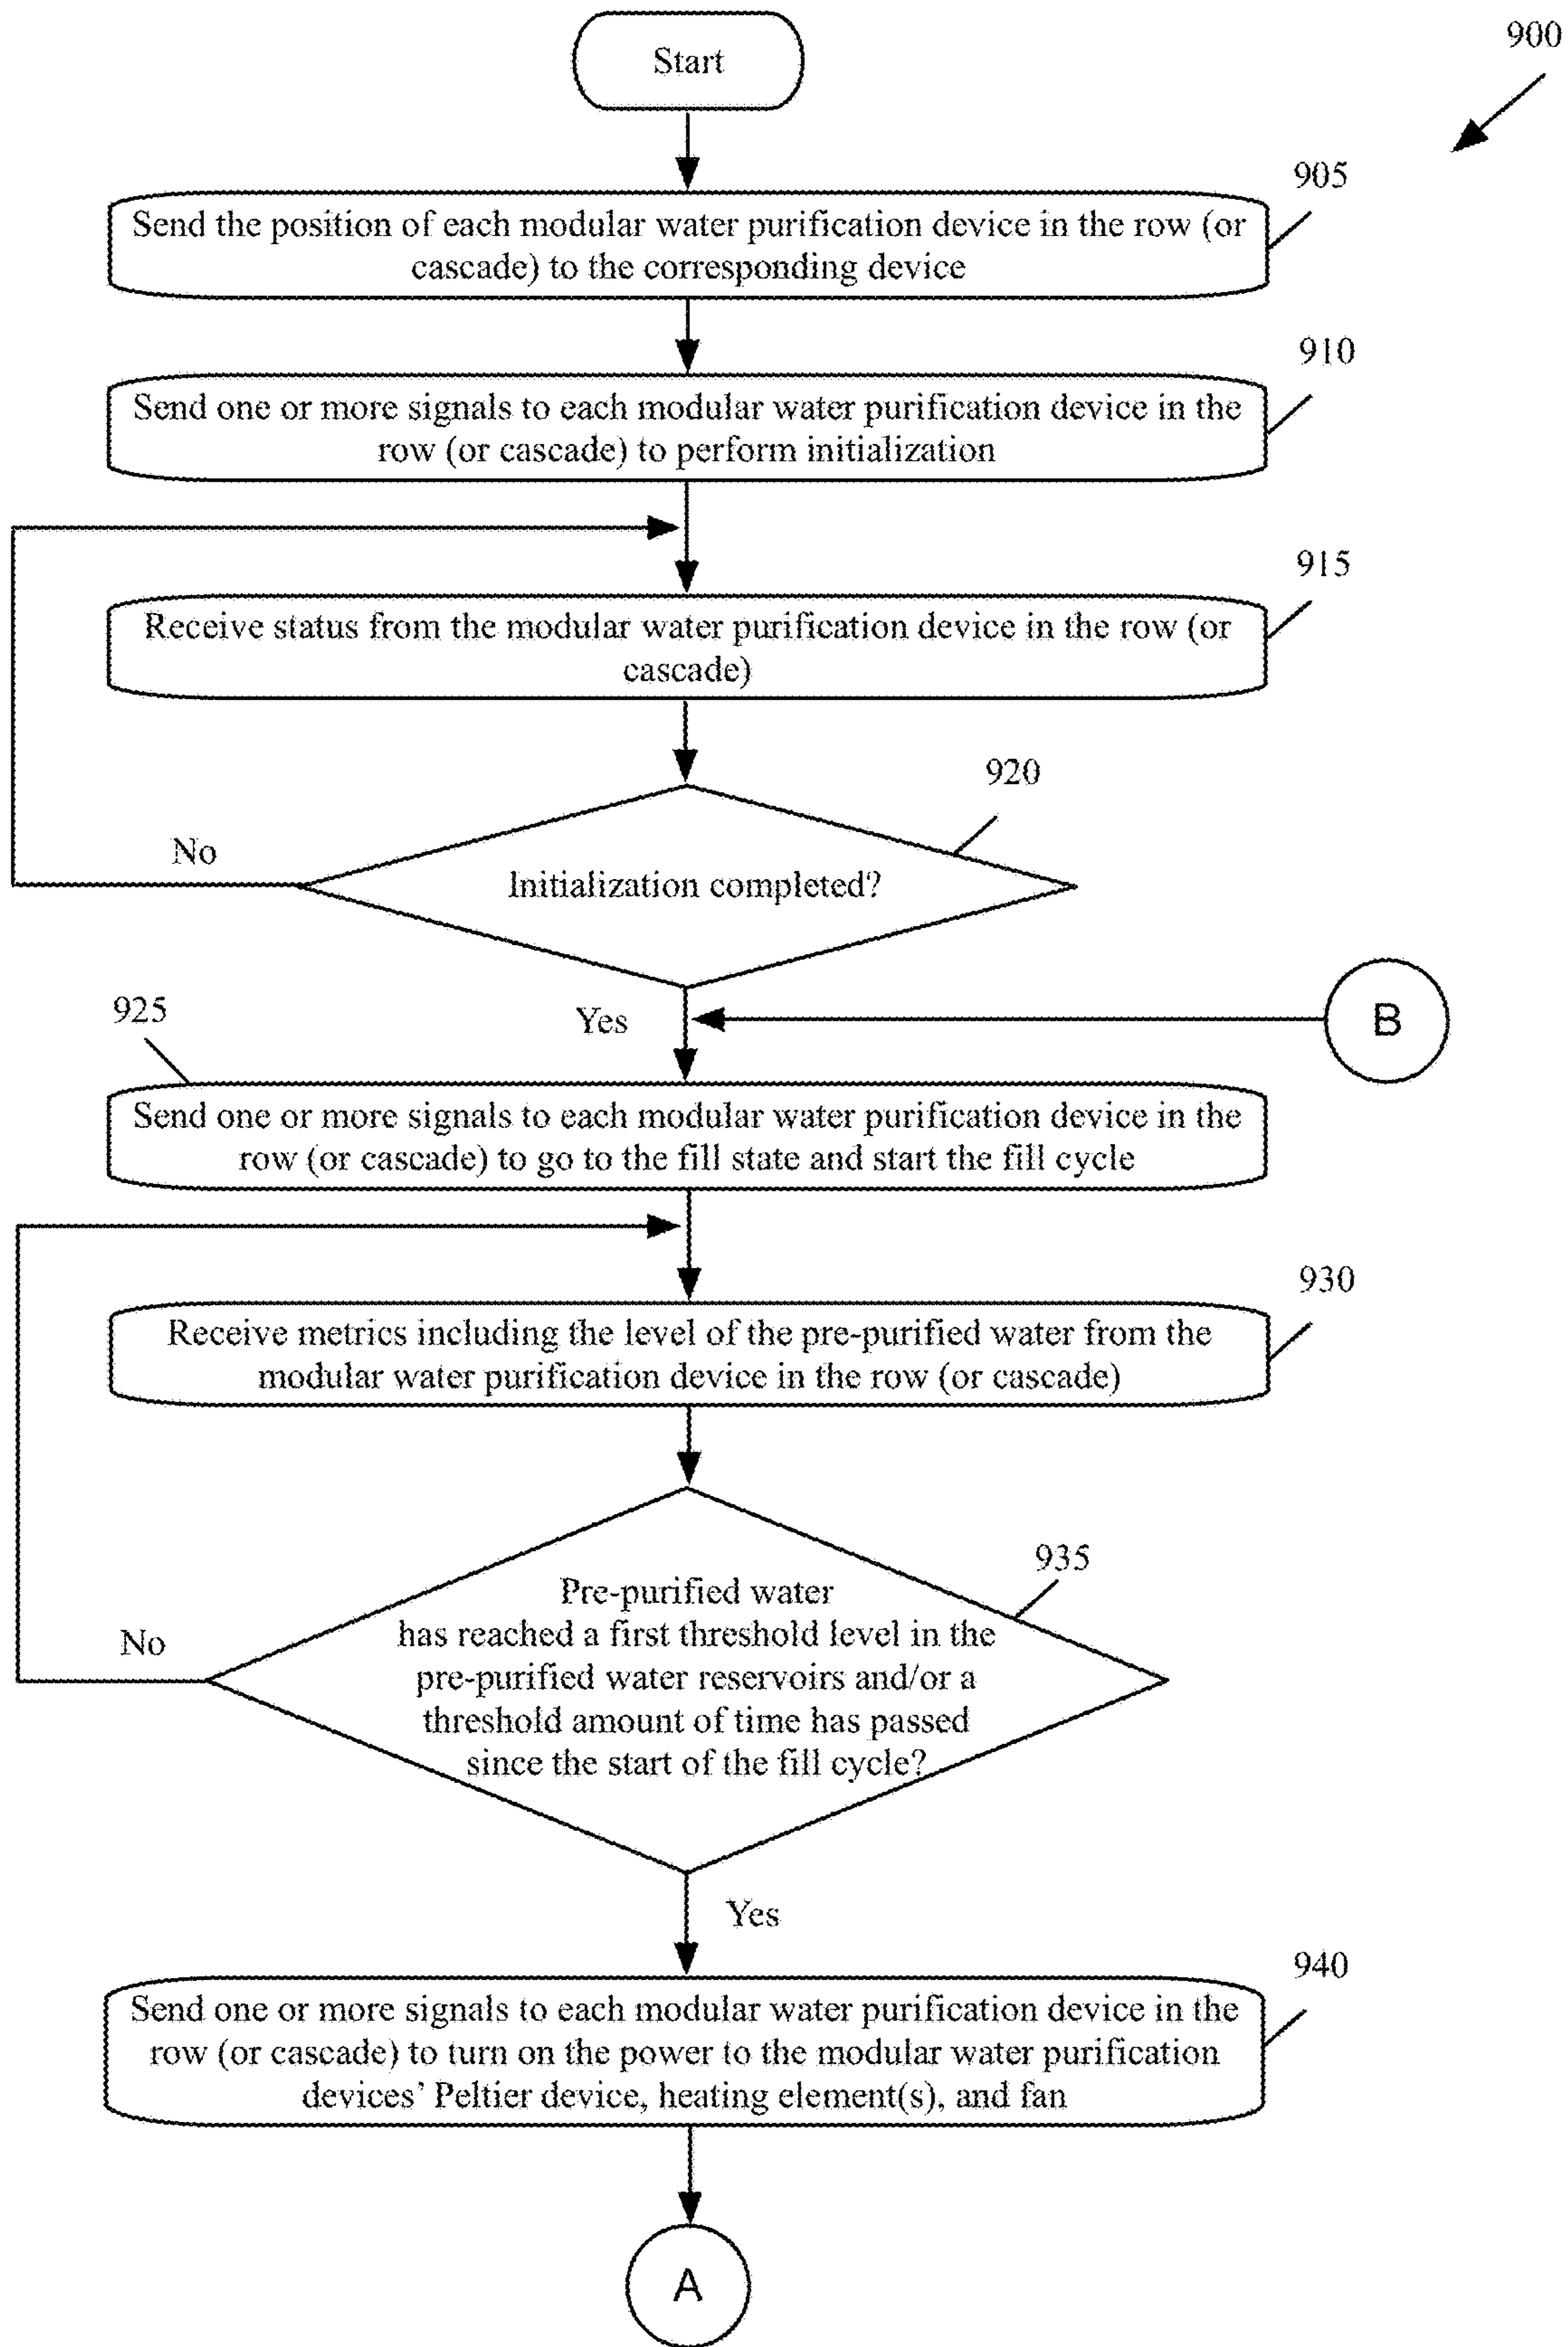 900
Start
905
Send the position of each modular water purification device in the row (or
cascade) to the corresponding device
910
Send one or more signals to each modular water purification device in the
row (or cascade) to perform initialization
915
Receive status from the modular water purification device in the row (or
cascade)
920
No
Initialization completed?
925
Yes
B
Send one or more signals to each modular water purification device in the
row (or cascade) to go to the fill state and start the fill cycle
930
Receive metrics including the level of the pre-purified water from the
modular water purification device in the row (or cascade)
935
No
Pre-purified water
has reached a first threshold level in the
pre-purified water reservoirs and/or a
threshold amount of time has passed
since the start of the fill cycle?
Yes
940
Send one or more signals to each modular water purification device in the
row (or cascade) to turn on the power to the modular water purification
devices’ Peltier device, heating element(s), and fan
A